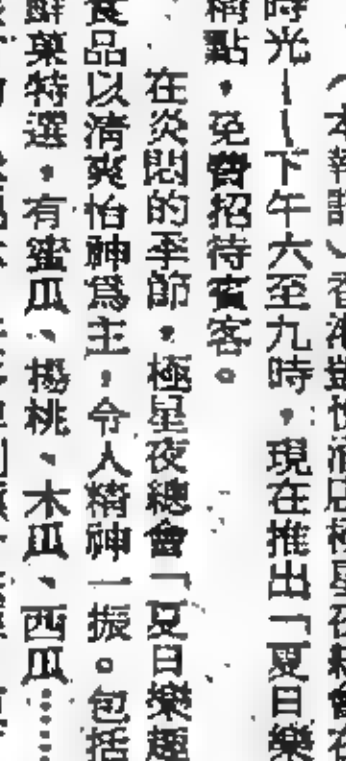 （本報訊）香港凱悅酒店極星夜總會在
時光——下午六至九時，現在推出「夏日樂
稱點，免費招待賓客。
在炎悶的季節，極星夜總會「夏日樂趣
食品以清爽怡神爲主，令人精神一振。包括
鮮菓特選，有蜜瓜、楊桃、木瓜、西瓜……